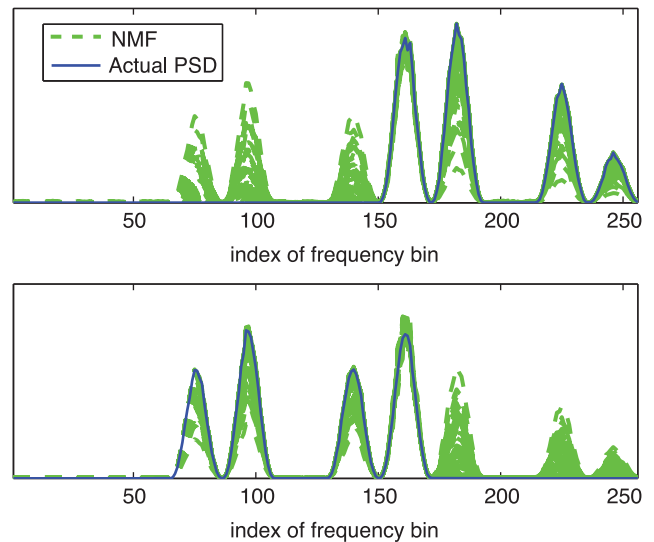 NMF
Actual PSD
50 100 150 200 250
index of frequency bin
50 100 150 200 250
index of frequency bin